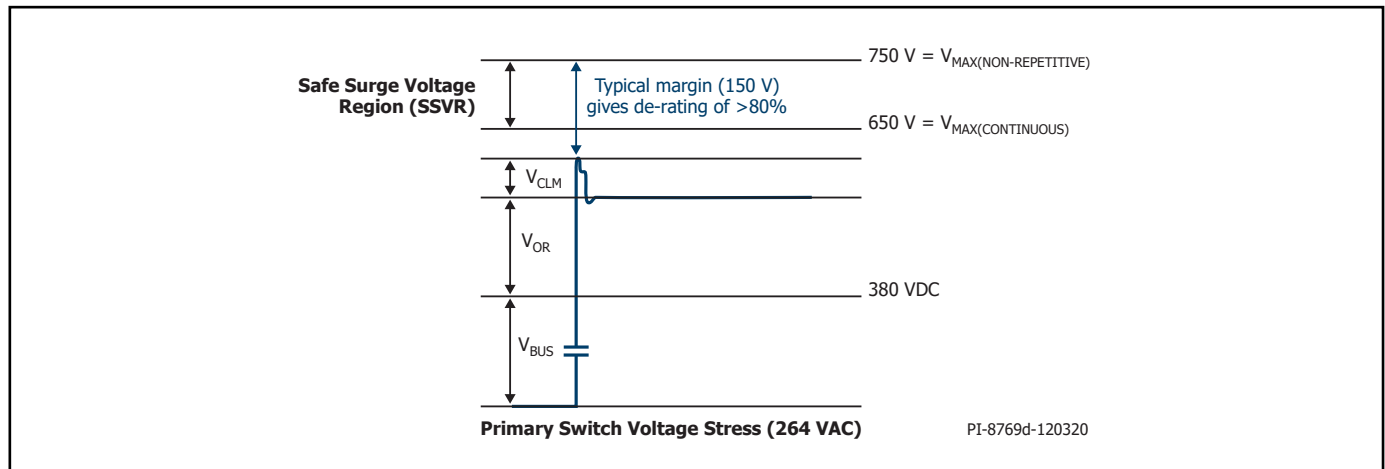 750 V = VMAX(NON-REPETITIVE)
Safe Surge Voltage
Region (SSVR)
Typical margin (150 V)
gives de-rating of >80%
650 V = VMAX(CONTINUOUS)
VCLM
VOR
380 VDC
VBUS
Primary Switch Voltage Stress (264 VAC)
PI-8769d-120320